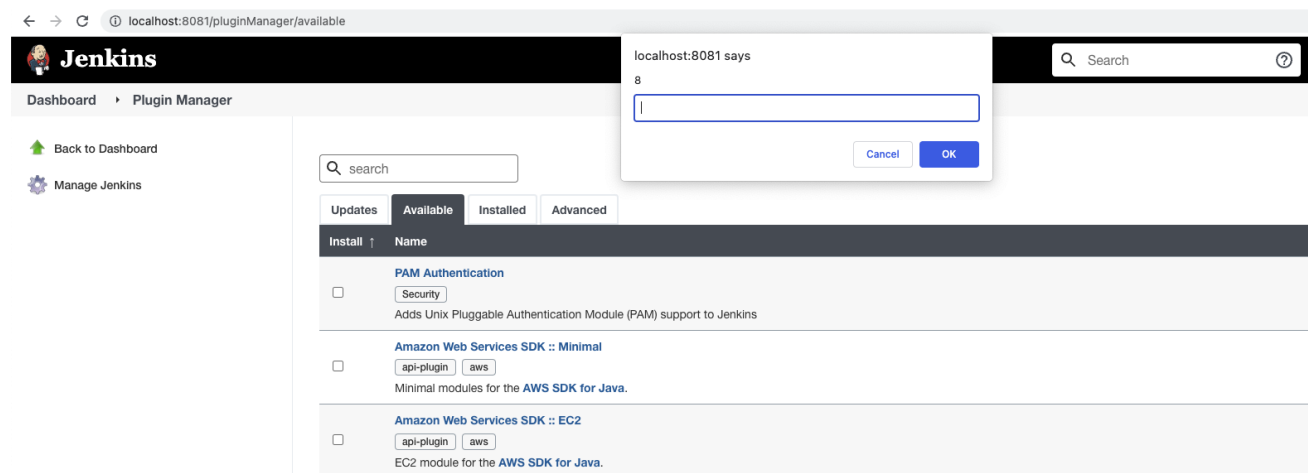 localhost:8081/pluginManager/available
Jenkins
Search
localhost:8081 says
8
Cancel
OK
Dashboard
Plugin Manager
Back to Dashboard
Manage Jenkins
search
Updates
Available
Installed
Advanced
Install ↑ Name
PAM Authentication
Security
Adds Unix Pluggable Authentication Module (PAM) support to Jenkins
Amazon Web Services SDK :: Minimal
api-plugin aws
Minimal modules for the AWS SDK for Java.
Amazon Web Services SDK :: EC2
api-plugin aws
EC2 module for the AWS SDK for Java.